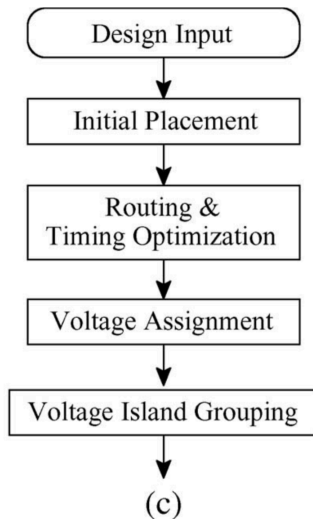 Design Input
Initial Placement
Routing &
Timing Optimization
Voltage Assignment
Voltage Island Grouping
(c)